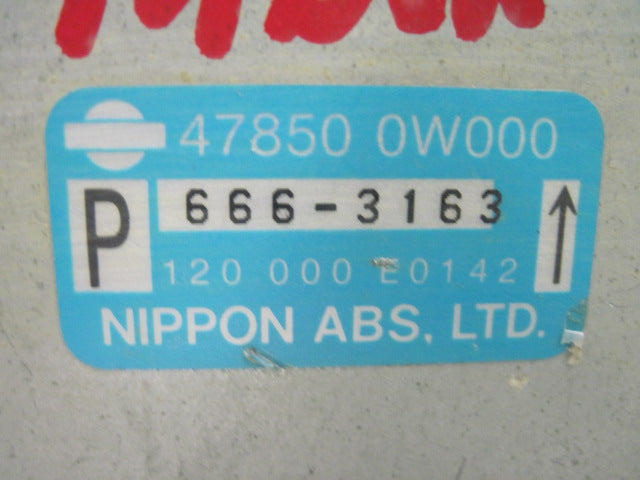 47850 0W000
P 666-3163
120 000 E0142
NIPPON ABS, LTD.